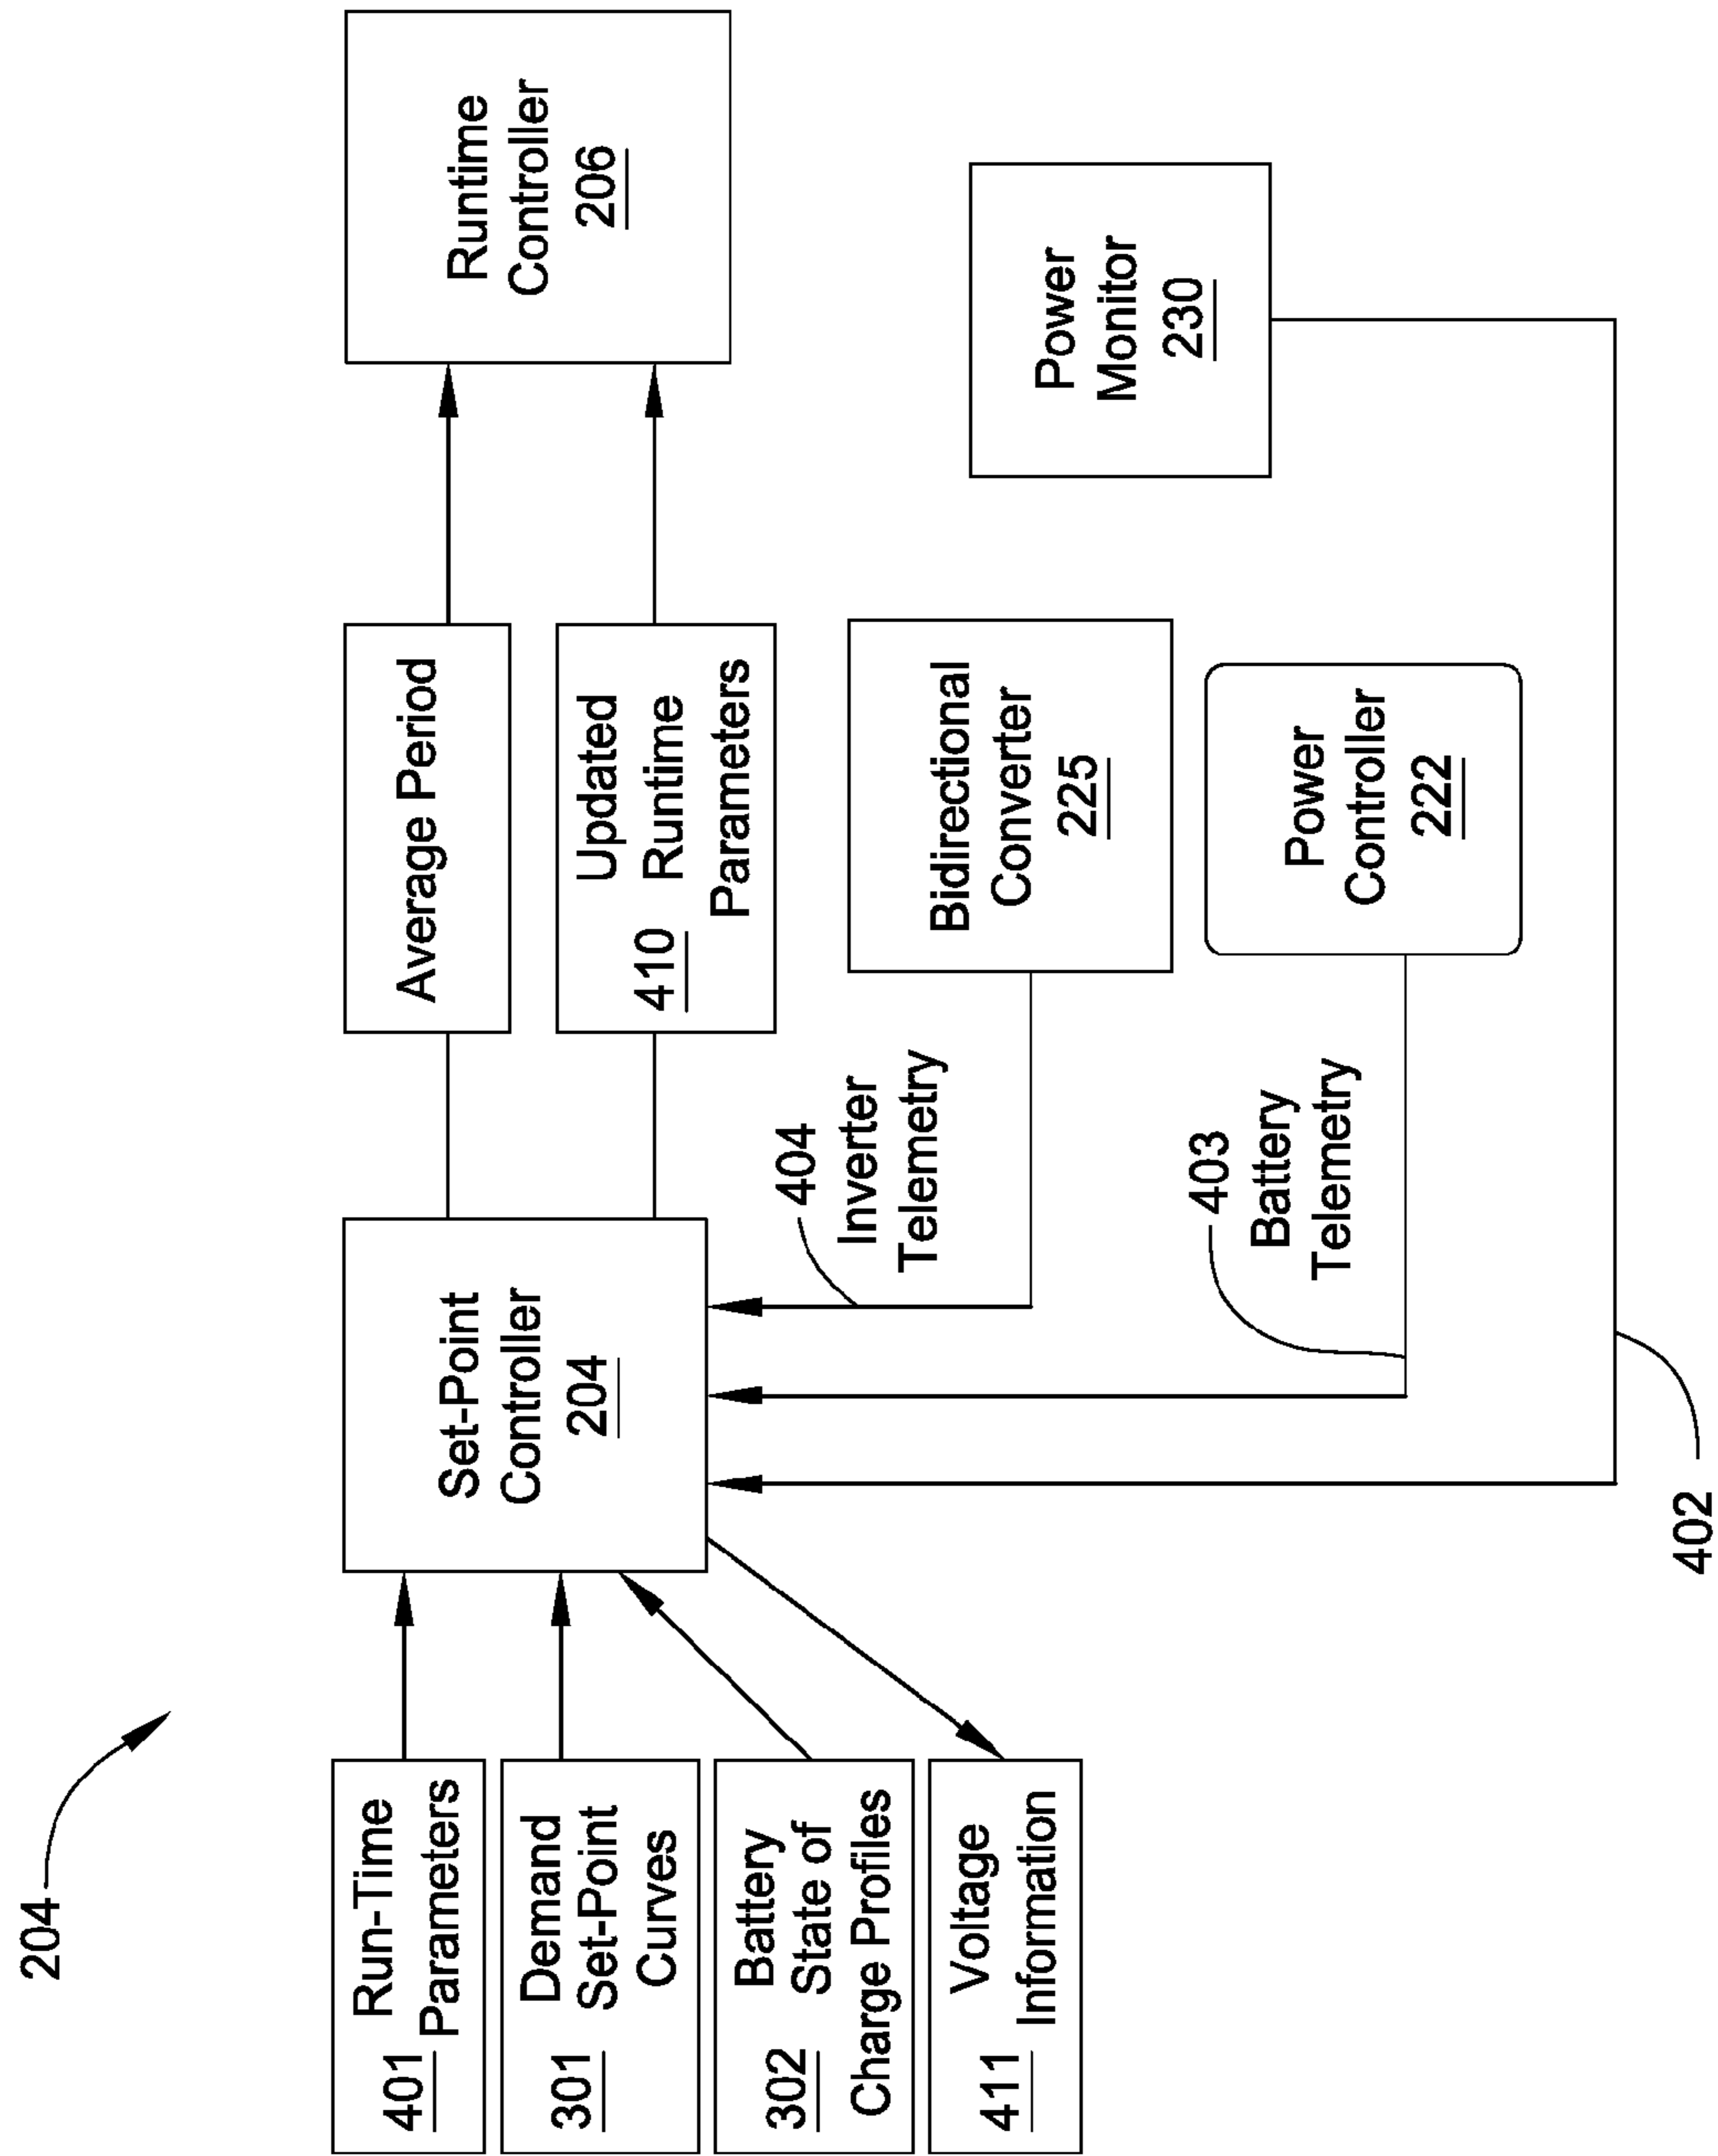 204
Run-Time
401 Parameters
Demand
301 Set-Point
Curves
Battery
302 State of
Charge Profiles
Voltage
411 Information
Set-Point
Controller
204
Average Period
Updated
410 Runtime
Parameters
Runtime
Controller
206
404
Inverter
Telemetry
Bidirectional
Converter
225
403
Battery
Telemetry
Power
Controller
222
Power
Monitor
230
402